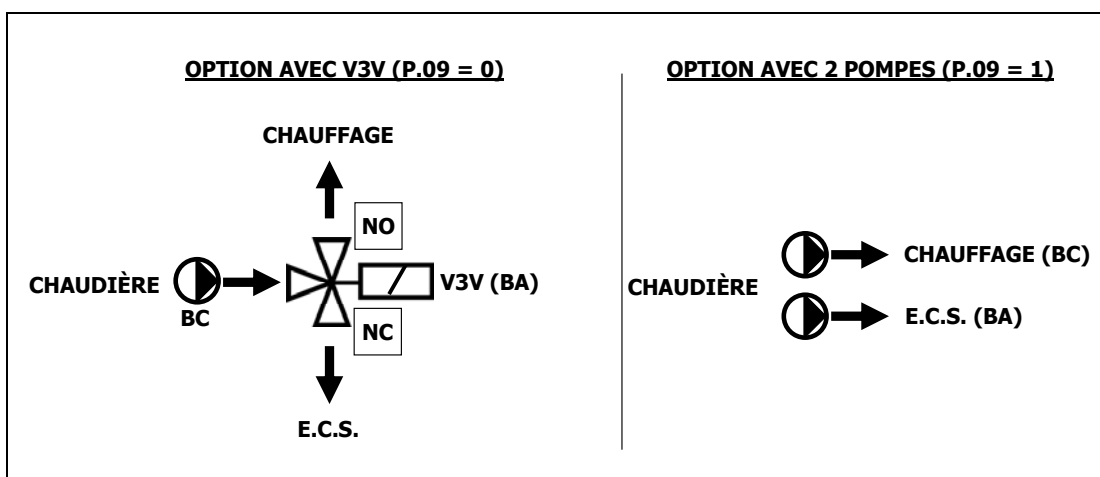 OPTION AVEC V3V (P.09 = 0)
CHAUFFAGE
NO
CHAUDIÈRE
V3V (BA)
BC
NC
E.C.S.
OPTION AVEC 2 POMPES (P.09 = 1)
CHAUFFAGE (BC)
CHAUDIÈRE
E.C.S. (BA)